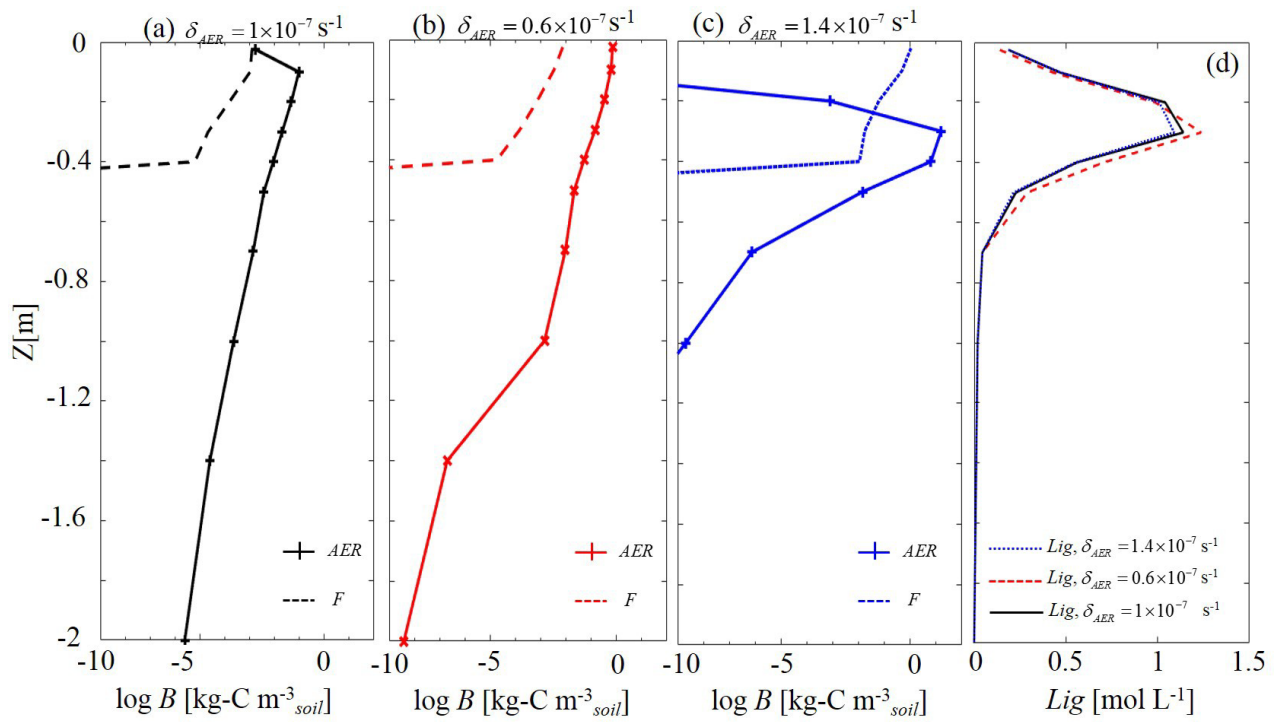 (a) δAER = 1×10⁻⁷ s⁻¹
(b) δAER = 0.6×10⁻⁷ s⁻¹
(c) δAER = 1.4×10⁻⁷ s⁻¹
(d)
0
-0.4
-0.8
-1.2
-1.6
-2
Z[m]
AER
F
AER
F
AER
F
Lig, δAER = 1.4×10⁻⁷ s⁻¹
Lig, δAER = 0.6×10⁻⁷ s⁻¹
Lig, δAER = 1×10⁻⁷ s⁻¹
-10 -5 0
-10 -5 0
-10 -5 0
0 0.5 1 1.5
log B [kg-C m⁻³soil]
log B [kg-C m⁻³soil]
log B [kg-C m⁻³soil]
Lig [mol L⁻¹]